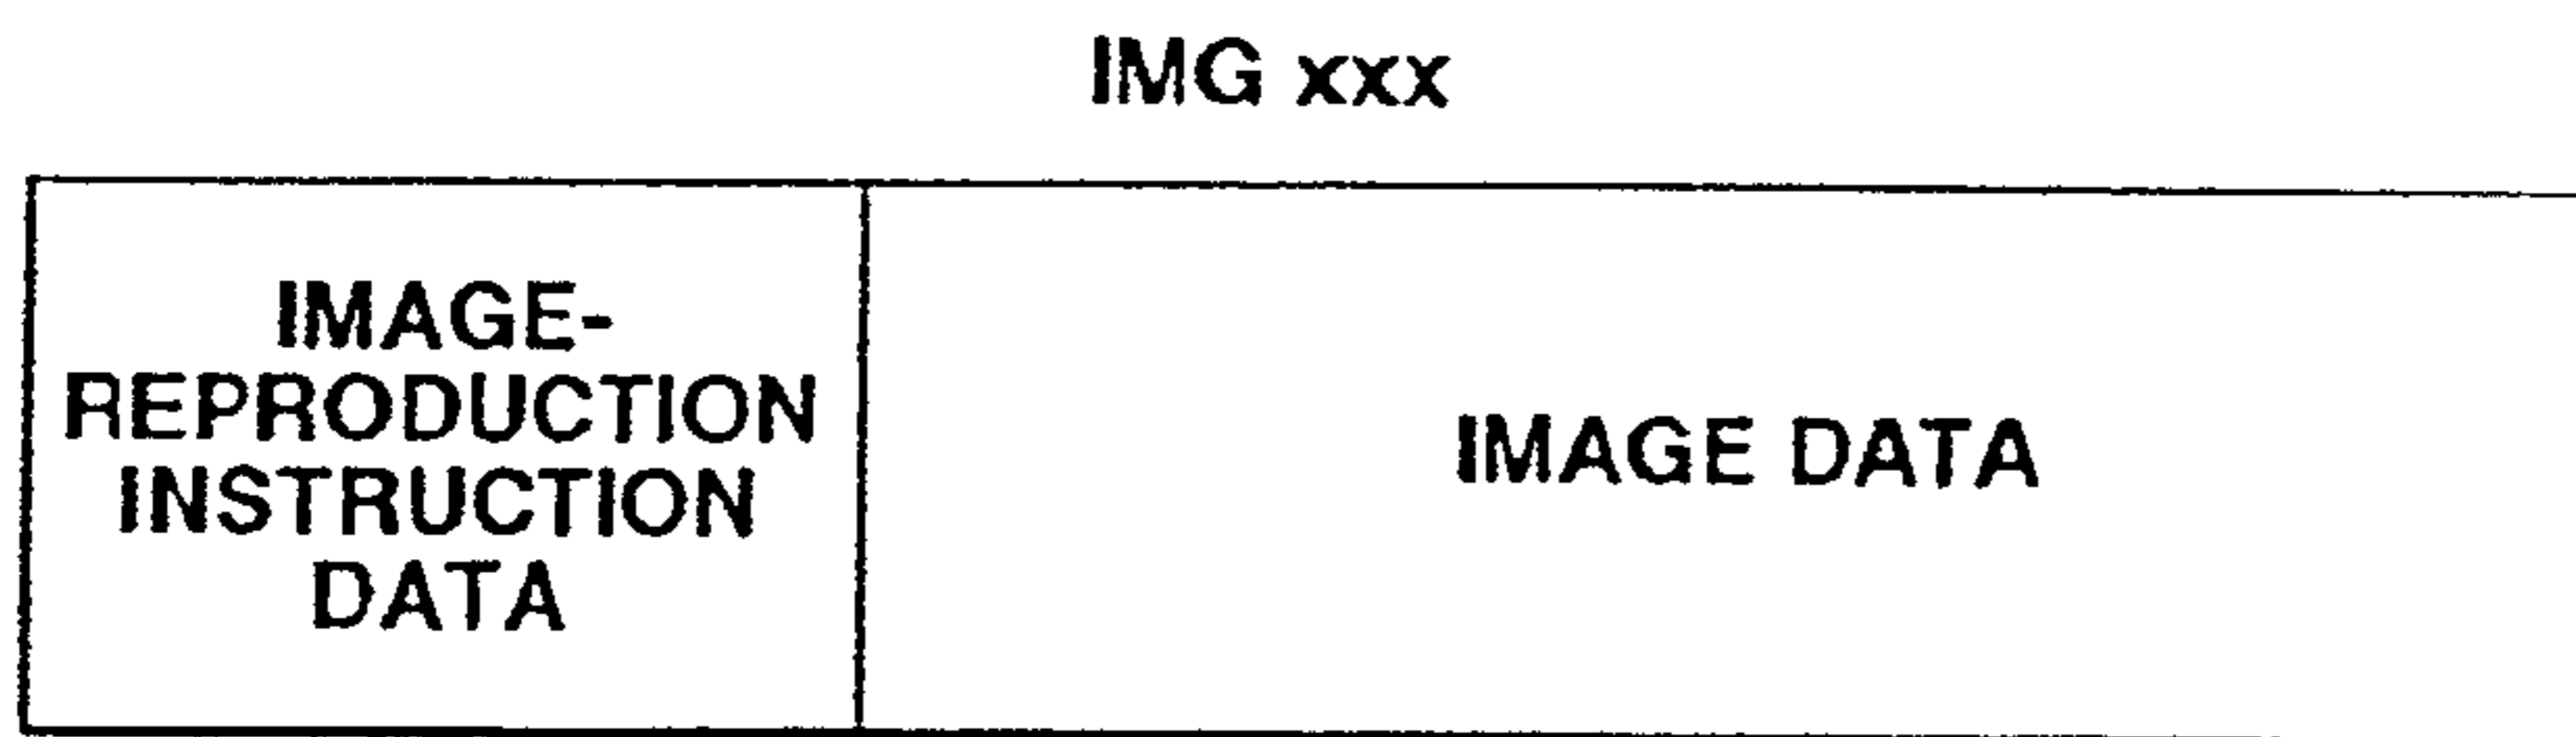 IMG xxx
IMAGE-
REPRODUCTION
INSTRUCTION
DATA
IMAGE DATA